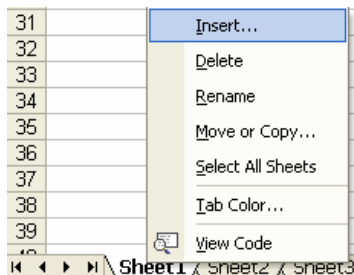 31
Insert...
32
Delete
33
34
Rename
35
Move or Copy...
36
Select All Sheets
37
38
Tab Color...
39
View Code
40
Sheet1 / Sheet2 / Sheet3